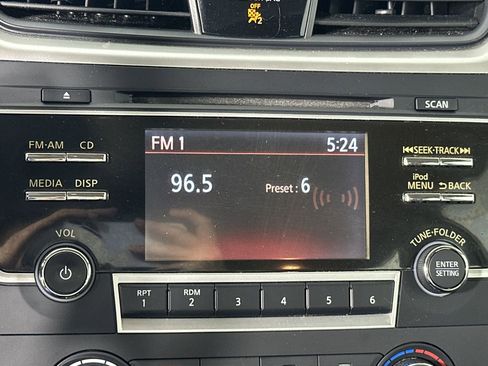 OFF
2
SCAN
FM·AM CD
FM 1 5:24
SEEK·TRACK
96.5 Preset : 6
MEDIA DISP
iPod
MENU BACK
VOL
TUNE·FOLDER
ENTER
SETTING
RPT
1
RDM
2
3 4 5 6